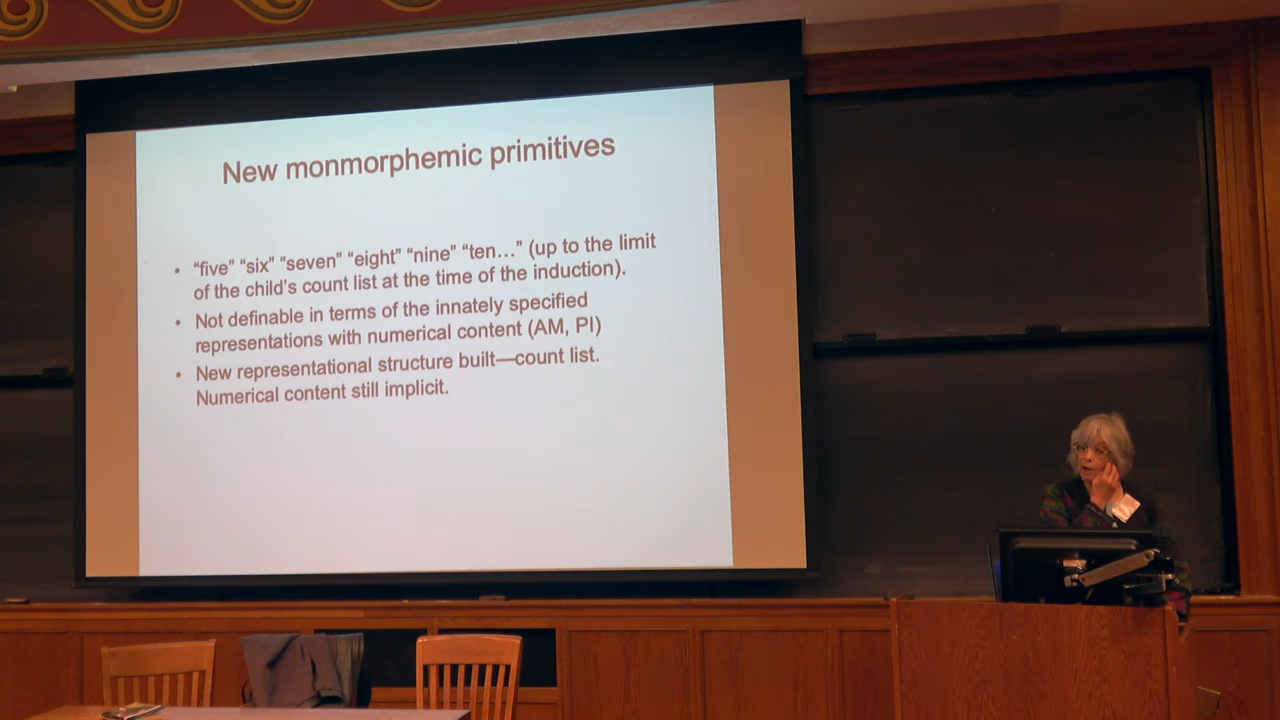 New monmorphemic primitives
• “five” “six” “seven” “eight” “nine” “ten…” (up to the limit
of the child’s count list at the time of the induction).
• Not definable in terms of the innately specified
representations with numerical content (AM, PI)
• New representational structure built—count list.
Numerical content still implicit.